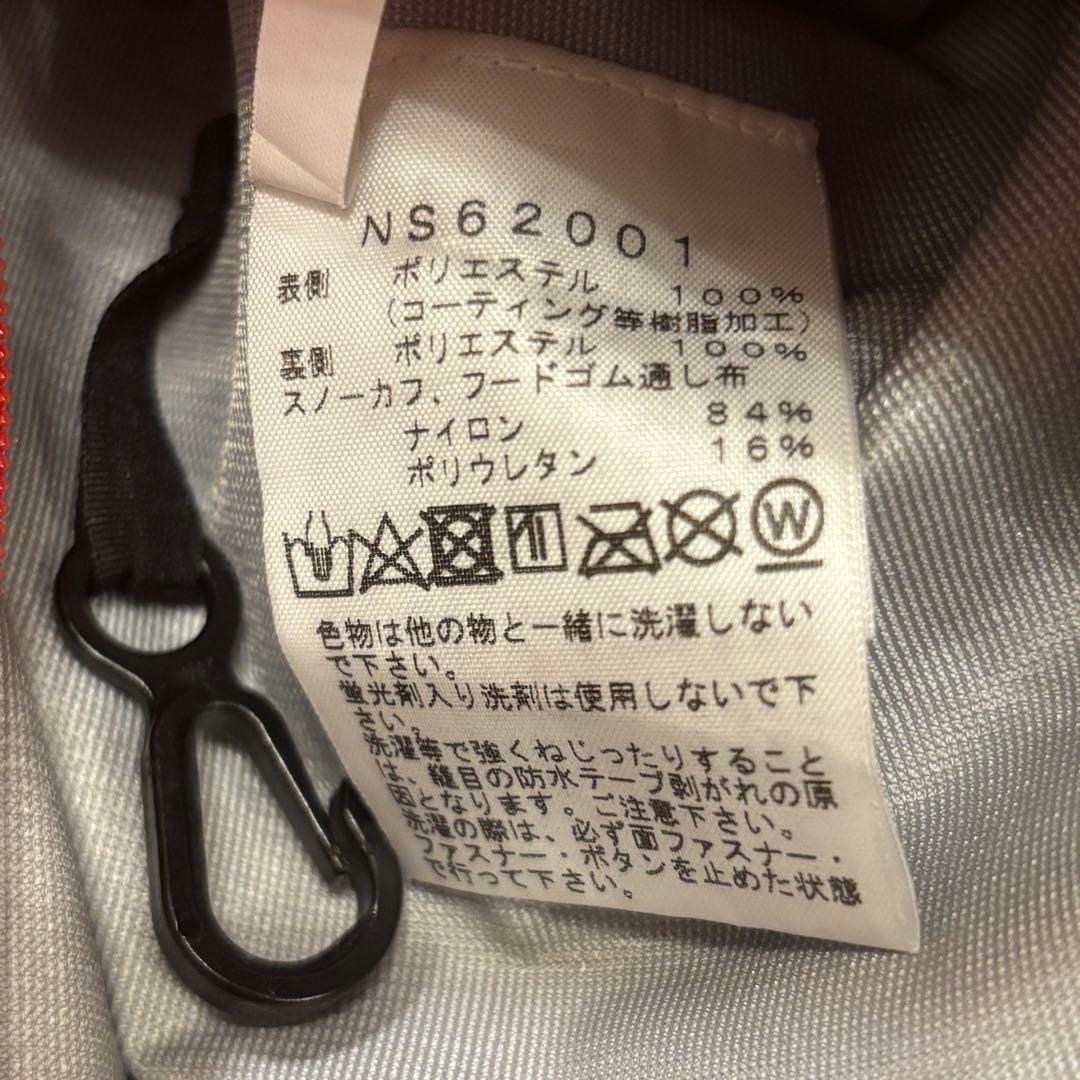 NS62001
表側 ポリエステル 100%
(コーティング等樹脂加工)
裏側 ポリエステル 100%
スノーカフ、フードゴム通し布
ナイロン 84%
ポリウレタン 16%
W
色物は他の物と一緒に洗濯しない
で下さい。
蛍光剤入り洗剤は使用しないで下
さい。
洗濯等で強くねじったりすること
は、縫目の防水テープ剥がれの原
因となります。ご注意下さい。
洗濯の際は、必ず面ファスナー・
ファスナー・ボタンを止めた状態
で行って下さい。